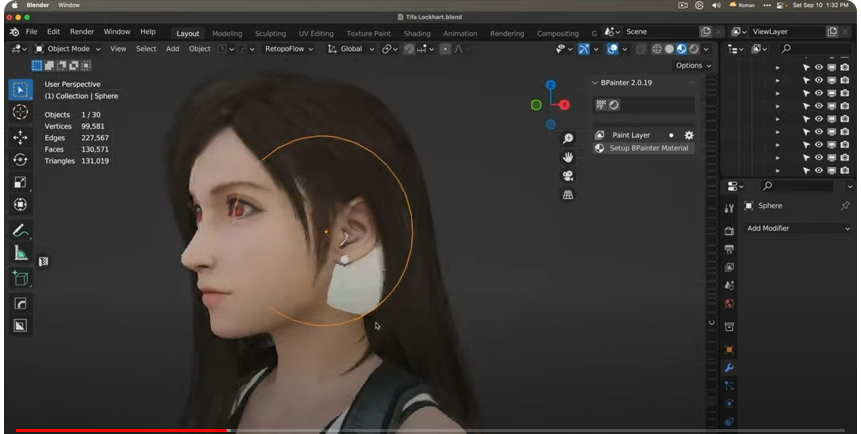 Blender Window
Roman ••• Sat Sep 10 1:32 PM
Tifa Lockhart.blend
File Edit Render Window Help Layout Modeling Sculpting UV Editing Texture Paint Shading Animation Rendering Compositing G Scene ViewLayer
Object Mode View Select Add Object RetopoFlow Global
Options
User Perspective
(1) Collection | Sphere
Objects 1 / 30
Vertices 99,581
Edges 227,567
Faces 130,571
Triangles 131,019
Z
X
BPainter 2.0.19
Paint Layer
Setup BPainter Material
Sphere
Add Modifier